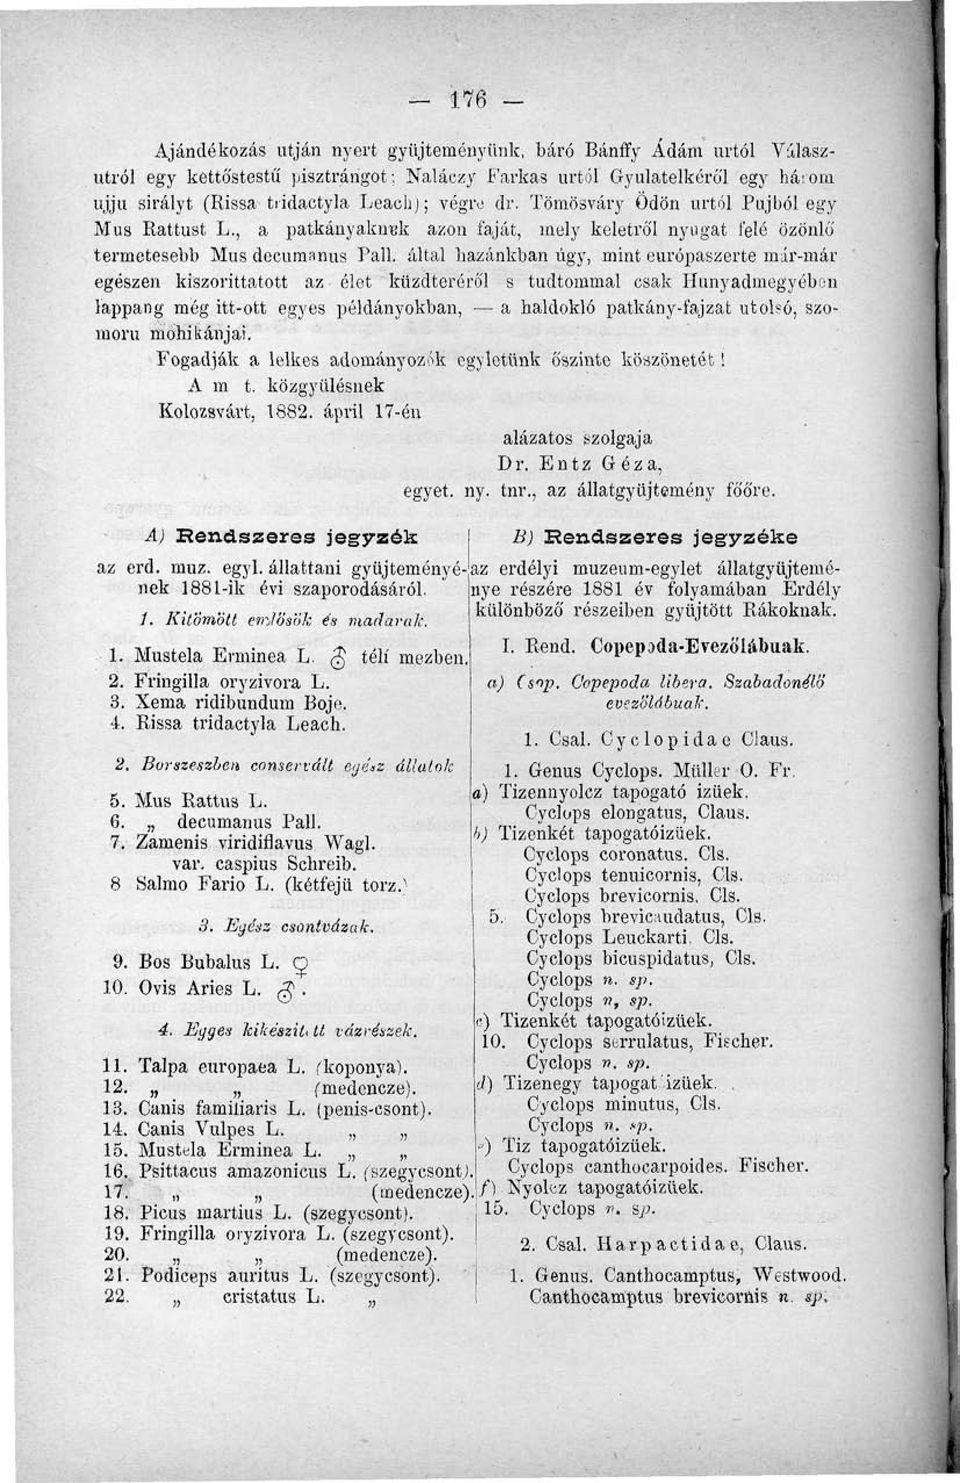 — 176 —
Ajándékozás utján nyert gyüjteményünk, báró Bánffy Ádám urtól Válasz-
utról egy kettőstestű pisztrángot; Naláczy Farkas urtól Gyulatelkéről egy három
ujju sirályt (Rissa tridactyla Leach); végre dr. Tömösváry Ödön urtól Pujból egy
Mus Rattust L., a patkányaknak azon faját, mely keletről nyugat felé özönlő
termetesebb Mus decumanus Pall. által hazánkban úgy, mint európaszerte már-már
egészen kiszorittatott az élet küzdteréről s tudtommal csak Hunyadmegyében
lappang még itt-ott egyes példányokban, — a haldokló patkány-fajzat utolsó, szo-
moru mohikánjai.
Fogadják a lelkes adományozók egyletünk őszinte köszönetét!
A m t. közgyülésnek
Kolozsvárt, 1882. ápril 17-én
alázatos szolgaja
Dr. Entz Géza,
egyet. ny. tnr., az állatgyüjtemény főőre.
A) Rendszeres jegyzék
az erd. muz. egyl. állattani gyüjteményé-
nek 1881-ik évi szaporodásáról.
1. Kitömött emlősök és madarak.
1. Mustela Erminea L. ♂ téli mezben.
2. Fringilla oryzivora L.
3. Xema ridibundum Boje.
4. Rissa tridactyla Leach.
2. Borszeszben conservált egész állatok
5. Mus Rattus L.
6. „ decumanus Pall.
7. Zamenis viridiflavus Wagl.
var. caspius Schreib.
8 Salmo Fario L. (kétfejü torz.)
3. Egész csontvázak.
9. Bos Bubalus L. ♀
10. Ovis Aries L. ♂.
4. Egyes kikészitett vázrészek.
11. Talpa europaea L. (koponya).
12. „ „ (medencze).
13. Canis familiaris L. (penis-csont).
14. Canis Vulpes L. „ „
15. Mustela Erminea L. „ „
16. Psittacus amazonicus L. (szegycsont).
17. „ „ (medencze).
18. Picus martius L. (szegycsont).
19. Fringilla oryzivora L. (szegycsont).
20. „ „ (medencze).
21. Podiceps auritus L. (szegycsont).
22. „ cristatus L. „
B) Rendszeres jegyzéke
az erdélyi muzeum-egylet állatgyüjtemé-
nye részére 1881 év folyamában Erdély
különböző részeiben gyüjtött Rákoknak.
I. Rend. Copepoda-Evezőlábuak.
a) Csop. Copepoda libera. Szabadonélő
evezőlábuak.
1. Csal. Cyclopidae Claus.
1. Genus Cyclops. Müller O. Fr.
a) Tizennyolcz tapogató izüek.
Cyclops elongatus, Claus.
b) Tizenkét tapogatóizüek.
Cyclops coronatus. Cls.
Cyclops tenuicornis, Cls.
Cyclops brevicornis. Cls.
5. Cyclops brevicaudatus, Cls.
Cyclops Leuckarti. Cls.
Cyclops bicuspidatus, Cls.
Cyclops n. sp.
Cyclops n, sp.
c) Tizenkét tapogatóizüek.
10. Cyclops serrulatus, Fischer.
Cyclops n. sp.
d) Tizenegy tapogat izüek.
Cyclops minutus, Cls.
Cyclops n. sp.
e) Tiz tapogatóizüek.
Cyclops canthocarpoides. Fischer.
f) Nyolcz tapogatóizüek.
15. Cyclops n. sp.
2. Csal. Harpactidae, Claus.
1. Genus. Canthocamptus, Westwood.
Canthocamptus brevicornis n. sp.